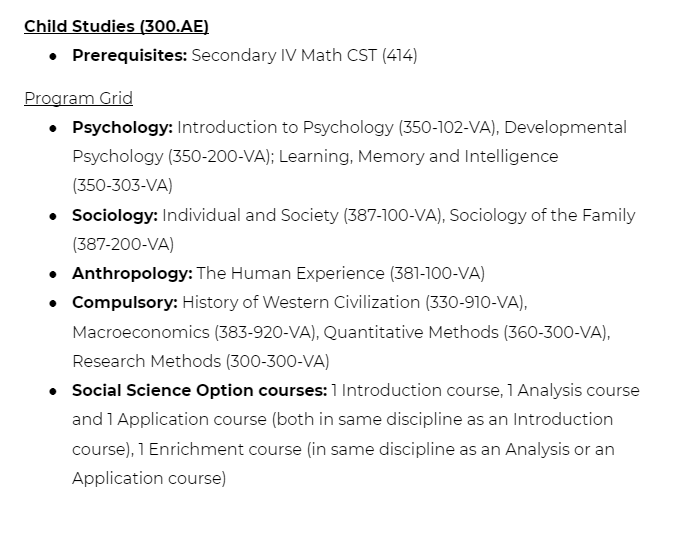 Child Studies (300.AE)
● Prerequisites: Secondary IV Math CST (414)
Program Grid
● Psychology: Introduction to Psychology (350-102-VA), Developmental
Psychology (350-200-VA); Learning, Memory and Intelligence
(350-303-VA)
● Sociology: Individual and Society (387-100-VA), Sociology of the Family
(387-200-VA)
● Anthropology: The Human Experience (381-100-VA)
● Compulsory: History of Western Civilization (330-910-VA),
Macroeconomics (383-920-VA), Quantitative Methods (360-300-VA),
Research Methods (300-300-VA)
● Social Science Option courses: 1 Introduction course, 1 Analysis course
and 1 Application course (both in same discipline as an Introduction
course), 1 Enrichment course (in same discipline as an Analysis or an
Application course)